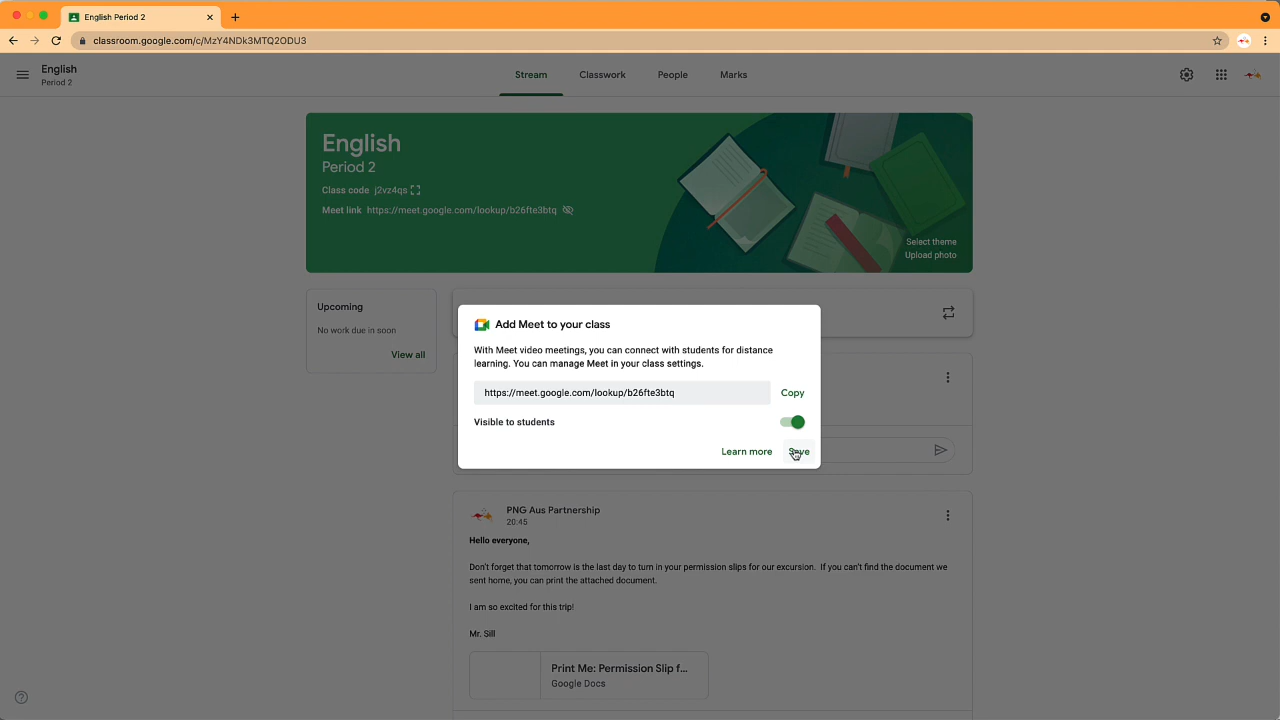 English Period 2
classroom.google.com/c/MzY4NDk3MTQ2ODU3
English
Period 2
Stream
Classwork
People
Marks
English
Period 2
Class code j2vz4qs
Meet link https://meet.google.com/lookup/b26fte3btq
Select theme
Upload photo
Upcoming
No work due in soon
View all
Add Meet to your class
With Meet video meetings, you can connect with students for distance
learning. You can manage Meet in your class settings.
https://meet.google.com/lookup/b26fte3btq
Copy
Visible to students
Learn more
Save
PNG Aus Partnership
20:45
Hello everyone,
Don't forget that tomorrow is the last day to turn in your permission slips for our excursion. If you can't find the document we
sent home, you can print the attached document.
I am so excited for this trip!
Mr. Sill
Print Me: Permission Slip f...
Google Docs